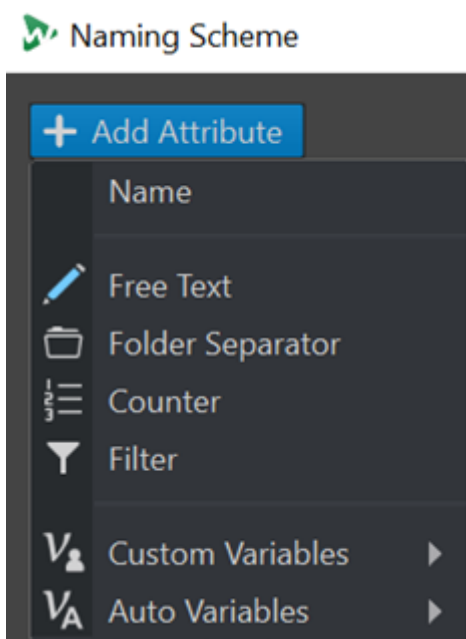 Naming Scheme
Add Attribute
Name
Free Text
Folder Separator
Counter
Filter
Custom Variables
Auto Variables